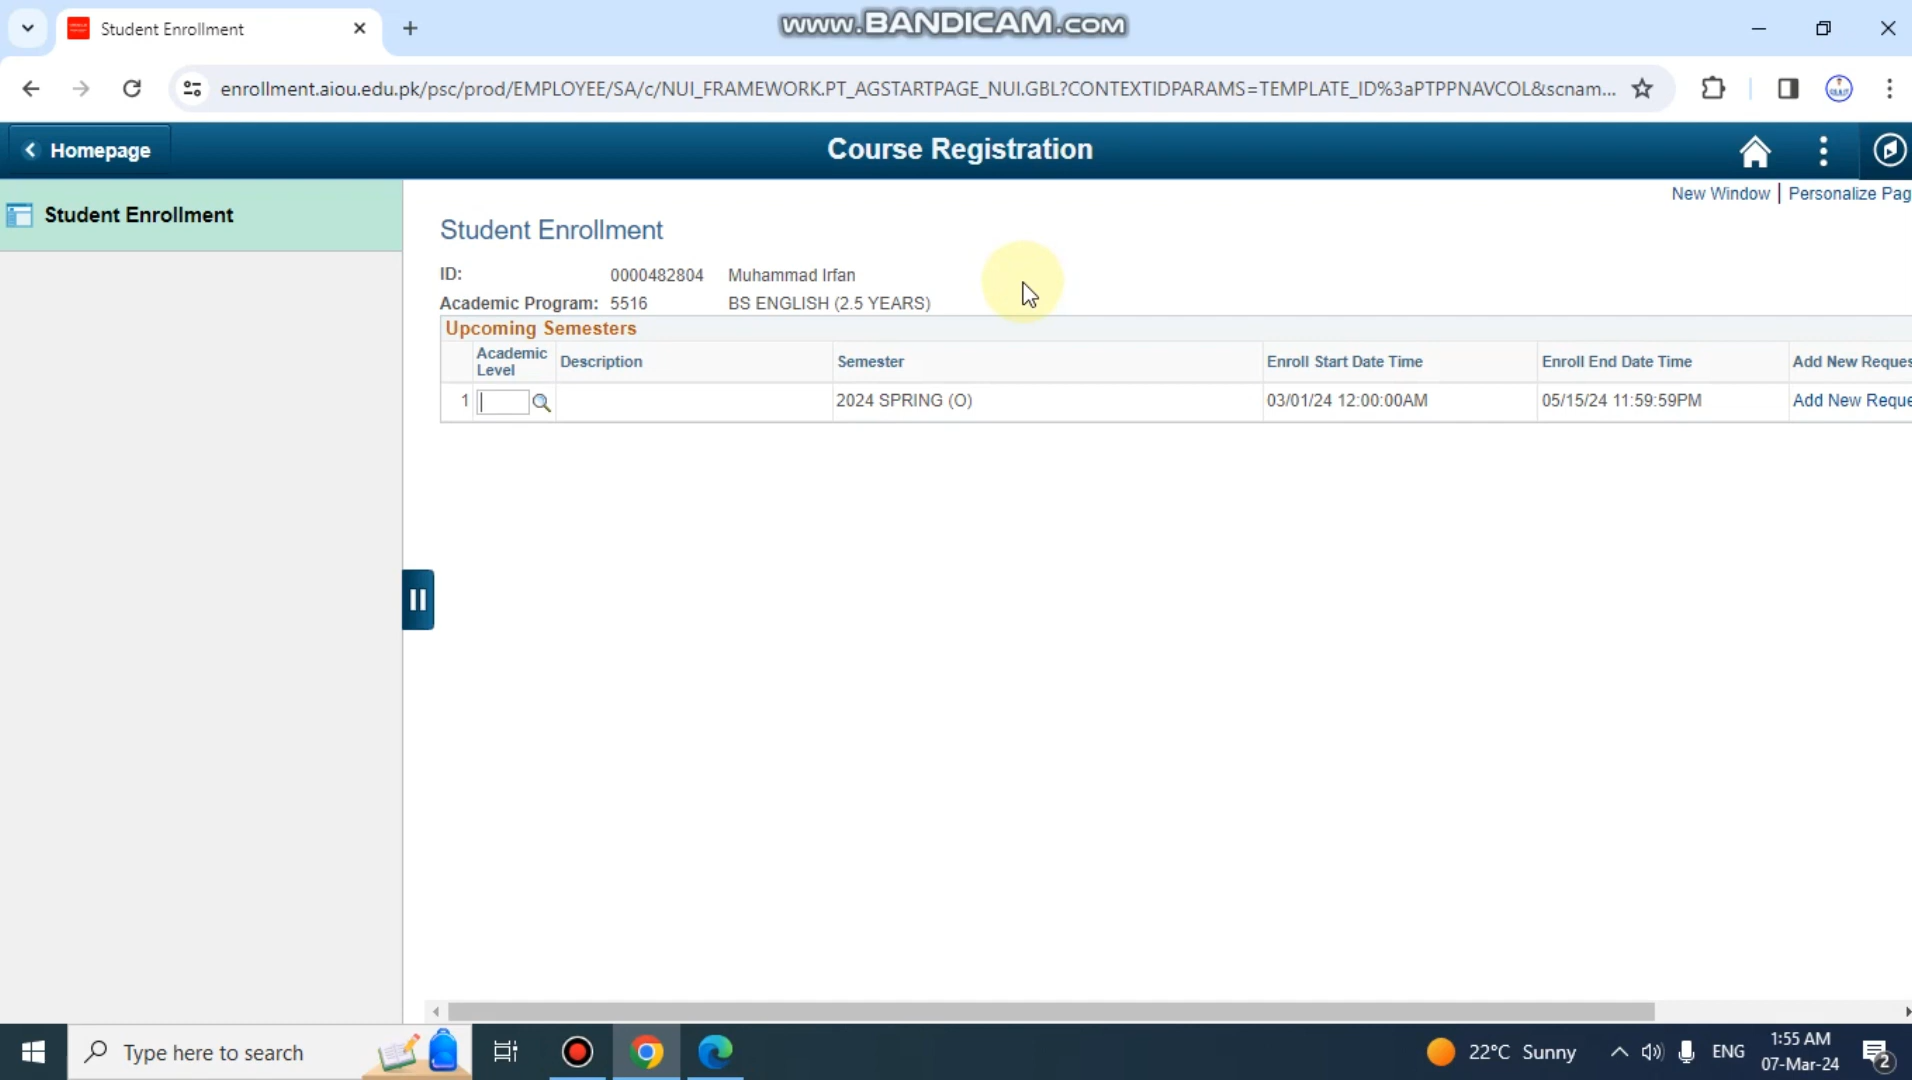 Student Enrollment
www.BANDICAM.com
enrollment.aiou.edu.pk/psc/prod/EMPLOYEE/SA/c/NUI_FRAMEWORK.PT_AGSTARTPAGE_NUI.GBL?CONTEXTIDPARAMS=TEMPLATE_ID%3aPTPPNAVCOL&scnam...
Homepage
Course Registration
New Window | Personalize Pag
Student Enrollment
Student Enrollment
ID: 0000482804 Muhammad Irfan
Academic Program: 5516 BS ENGLISH (2.5 YEARS)
Upcoming Semesters
Academic Level Description Semester Enroll Start Date Time Enroll End Date Time Add New Reques
1 2024 SPRING (O) 03/01/24 12:00:00AM 05/15/24 11:59:59PM Add New Reque
Type here to search
22°C Sunny
ENG
1:55 AM
07-Mar-24
2